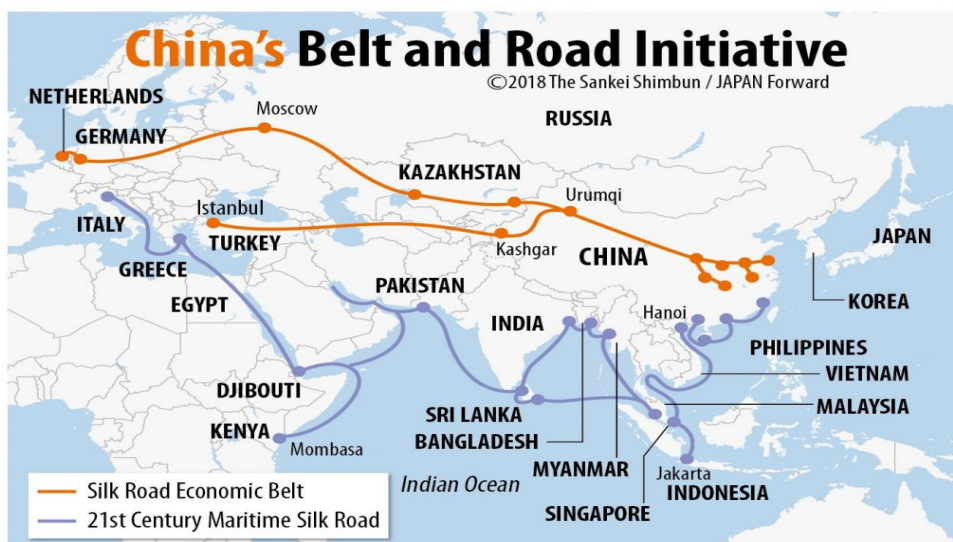 China's Belt and Road Initiative
©2018 The Sankei Shimbun / JAPAN Forward
NETHERLANDS
GERMANY
Moscow
RUSSIA
KAZAKHSTAN
Urumqi
ITALY
Istanbul
TURKEY
Kashgar
CHINA
JAPAN
GREECE
EGYPT
PAKISTAN
KOREA
INDIA
Hanoi
PHILIPPINES
VIETNAM
DJIBOUTI
MALAYSIA
KENYA
Mombasa
SRI LANKA
BANGLADESH
MYANMAR
Jakarta
INDONESIA
SINGAPORE
Indian Ocean
Silk Road Economic Belt
21st Century Maritime Silk Road